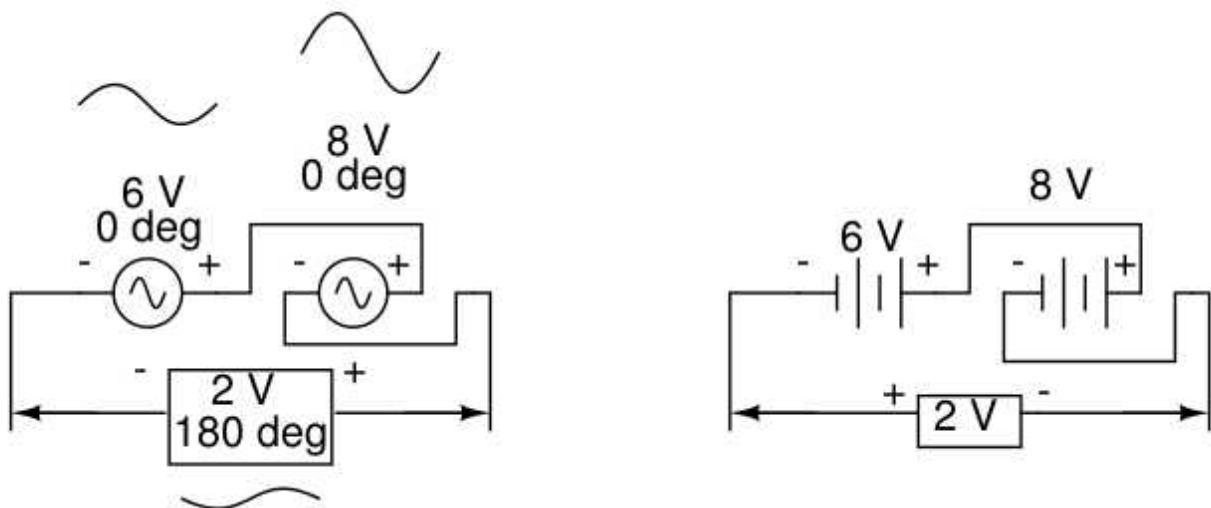 8 V
0 deg
6 V
0 deg
- +
- +
- +
2 V
180 deg
8 V
6 V
- +
- +
+ -
2 V